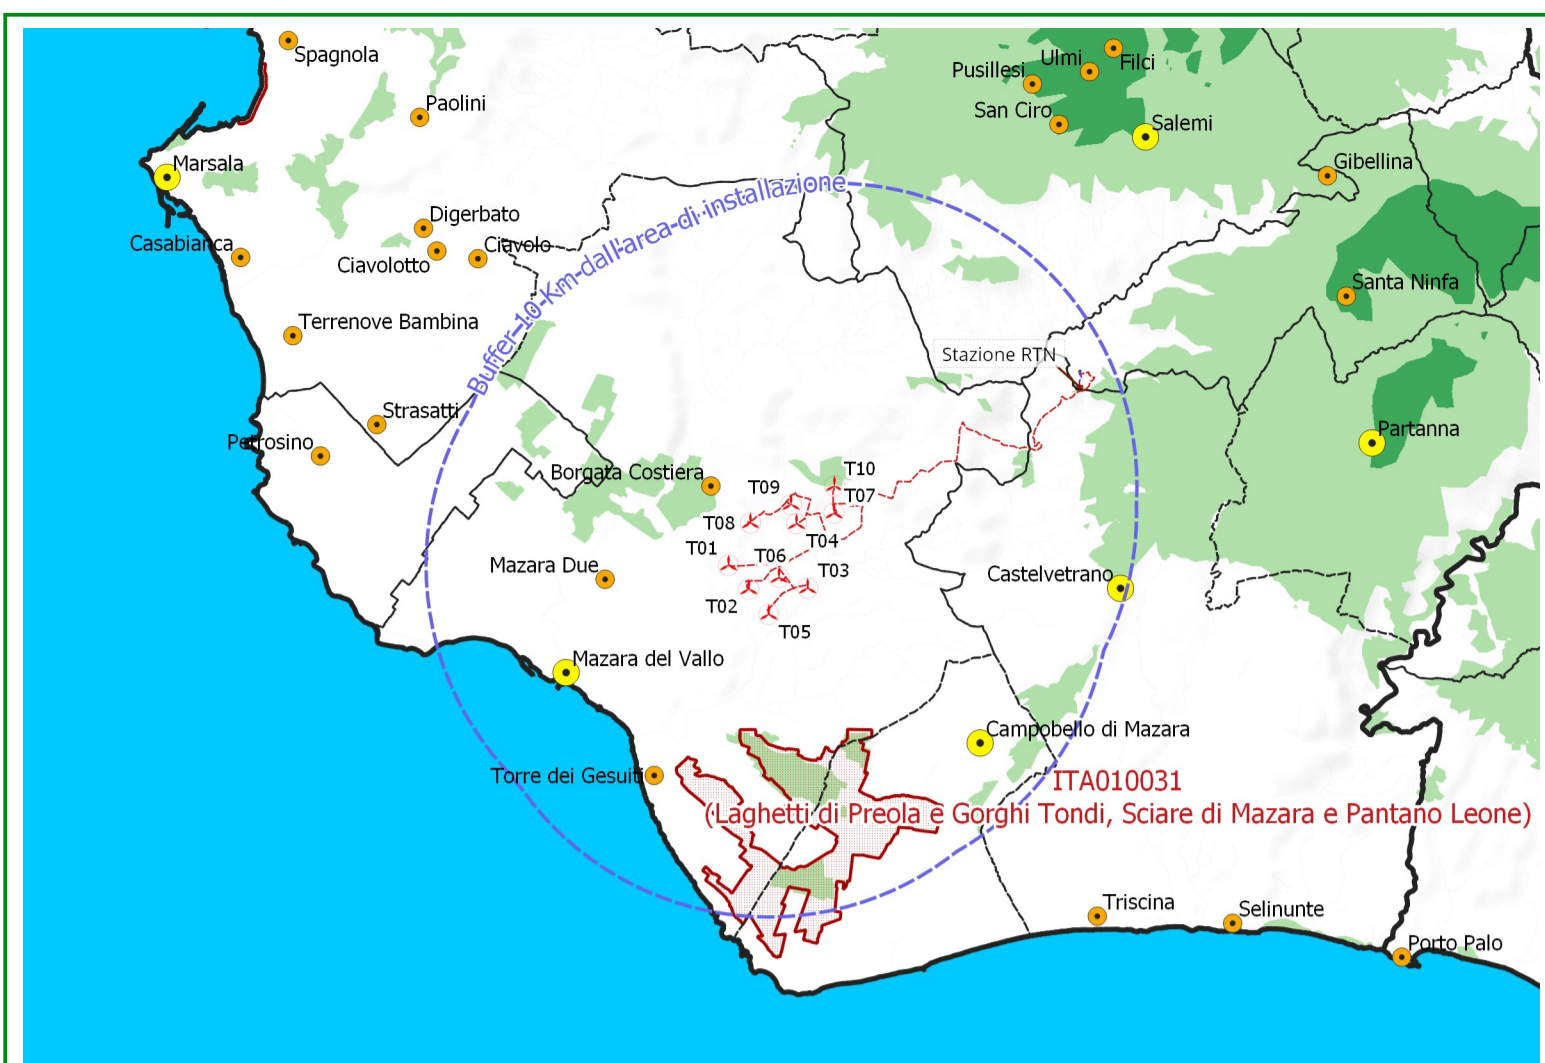 Spagnola
Paolini
Ulmi
Filci
Pusillesi
San Ciro
Salemi
Marsala
Gibellina
Digerbato
Casabianca
Ciavolotto
Ciavolo
Buffer-10-Km-dall'area-di-installazione
Santa Ninfa
Terrenove Bambina
Stazione RTN
Strasatti
Petrosino
Partanna
Borgata Costiera
T10
T09
T07
T08
T04
T01
T06
T03
Mazara Due
Castelvetrano
T02
T05
Mazara del Vallo
Campobello di Mazara
Torre dei Gesuiti
ITA010031
(Laghetti di Preola e Gorghi Tondi, Sciare di Mazara e Pantano Leone)
Triscina
Selinunte
Porto Palo